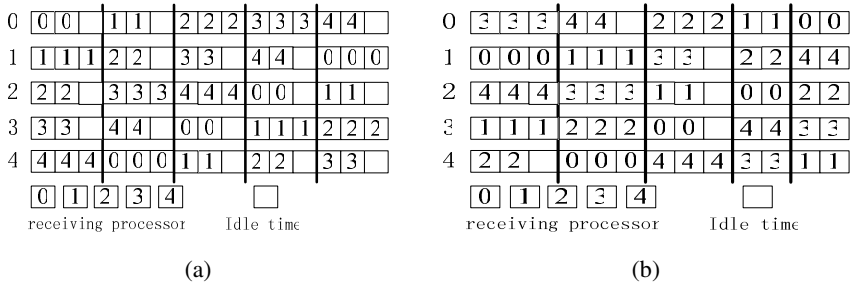 0 0 0 1 1 2 2 2 3 3 3 4 4
1 1 1 1 2 2 3 3 4 4 0 0 0
2 2 2 3 3 3 4 4 4 0 0 1 1
3 3 3 4 4 0 0 1 1 1 2 2 2
4 4 4 4 0 0 0 1 1 2 2 3 3
0 1 2 3 4
receiving processor Idle time
(a)
0 3 3 3 4 4 2 2 2 1 1 0 0
1 0 0 0 1 1 1 3 3 2 2 4 4
2 4 4 4 3 3 3 1 1 0 0 2 2
3 1 1 1 2 2 2 0 0 4 4 3 3
4 2 2 0 0 0 4 4 4 3 3 1 1
0 1 2 3 4
receiving processor Idle time
(b)